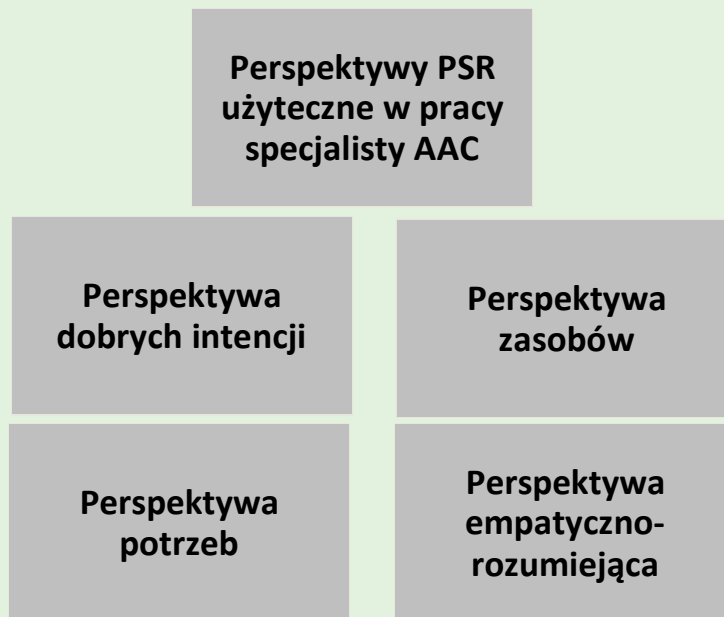 Perspektywy PSR
użyteczne w pracy
specjalisty AAC
Perspektywa
dobrych intencji
Perspektywa
zasobów
Perspektywa
potrzeb
Perspektywa
empatyczno-
rozumiejąca